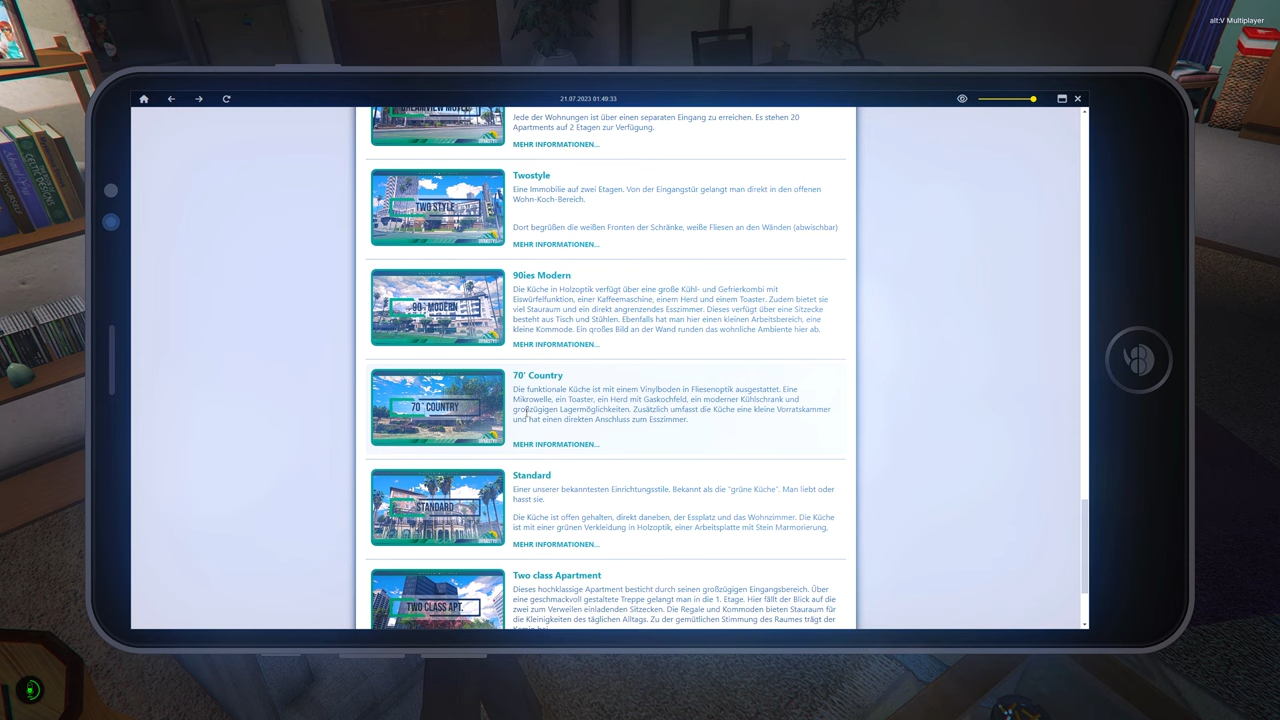 alt:V Multiplayer
21.07.2023 01:49:33
Jede der Wohnungen ist über einen separaten Eingang zu erreichen. Es stehen 20
Apartments auf 2 Etagen zur Verfügung.
MEHR INFORMATIONEN...
TWO STYLE
Twostyle
Eine Immobilie auf zwei Etagen. Von der Eingangstür gelangt man direkt in den offenen
Wohn-Koch-Bereich.
Dort begrüßen die weißen Fronten der Schränke, weiße Fliesen an den Wänden (abwischbar)
MEHR INFORMATIONEN...
90´ MODERN
90ies Modern
Die Küche in Holzoptik verfügt über eine große Kühl- und Gefrierkombi mit
Eiswürfelfunktion, einer Kaffeemaschine, einem Herd und einem Toaster. Zudem bietet sie
viel Stauraum und ein direkt angrenzendes Esszimmer. Dieses verfügt über eine Sitzecke
besteht aus Tisch und Stühlen. Ebenfalls hat man hier einen kleinen Arbeitsbereich, eine
kleine Kommode. Ein großes Bild an der Wand runden das wohnliche Ambiente hier ab.
MEHR INFORMATIONEN...
70´ COUNTRY
70' Country
Die funktionale Küche ist mit einem Vinylboden in Fliesenoptik ausgestattet. Eine
Mikrowelle, ein Toaster, ein Herd mit Gaskochfeld, ein moderner Kühlschrank und
großzügigen Lagermöglichkeiten. Zusätzlich umfasst die Küche eine kleine Vorratskammer
und hat einen direkten Anschluss zum Esszimmer.
MEHR INFORMATIONEN...
STANDARD
Standard
Einer unserer bekanntesten Einrichtungsstile. Bekannt als die "grüne Küche". Man liebt oder
hasst sie.
Die Küche ist offen gehalten, direkt daneben, der Essplatz und das Wohnzimmer. Die Küche
ist mit einer grünen Verkleidung in Holzoptik, einer Arbeitsplatte mit Stein Marmorierung,
MEHR INFORMATIONEN...
TWO CLASS APT.
Two class Apartment
Dieses hochklassige Apartment besticht durch seinen großzügigen Eingangsbereich. Über
eine geschmackvoll gestaltete Treppe gelangt man in die 1. Etage. Hier fällt der Blick auf die
zwei zum Verweilen einladenden Sitzecken. Die Regale und Kommoden bieten Stauraum für
die Kleinigkeiten des täglichen Alltags. Zu der gemütlichen Stimmung des Raumes trägt der